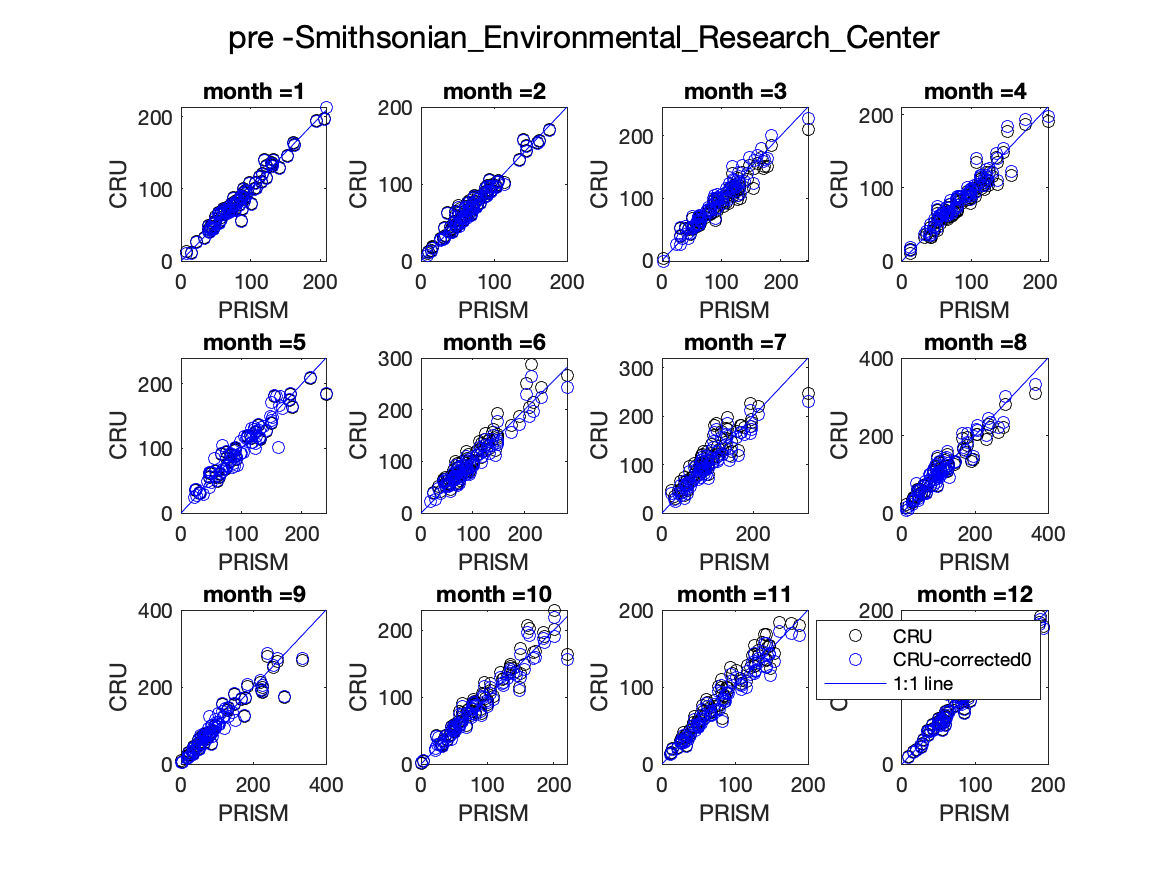 pre -Smithsonian_Environmental_Research_Center
month =1
200
100
0
CRU
0 100 200
PRISM
month =2
200
100
0
CRU
0 100 200
PRISM
month =3
200
100
0
CRU
0 100 200
PRISM
month =4
200
100
0
CRU
0 100 200
PRISM
month =5
200
100
0
CRU
0 100 200
PRISM
month =6
300
200
100
0
CRU
0 100 200
PRISM
month =7
300
200
100
0
CRU
0 200
PRISM
month =8
400
200
0
CRU
0 200 400
PRISM
month =9
400
200
0
CRU
0 200 400
PRISM
month =10
200
100
0
CRU
0 100 200
PRISM
month =11
200
100
0
CRU
0 100 200
PRISM
month =12
200
0
0 100 200
PRISM
CRU
CRU-corrected0
1:1 line